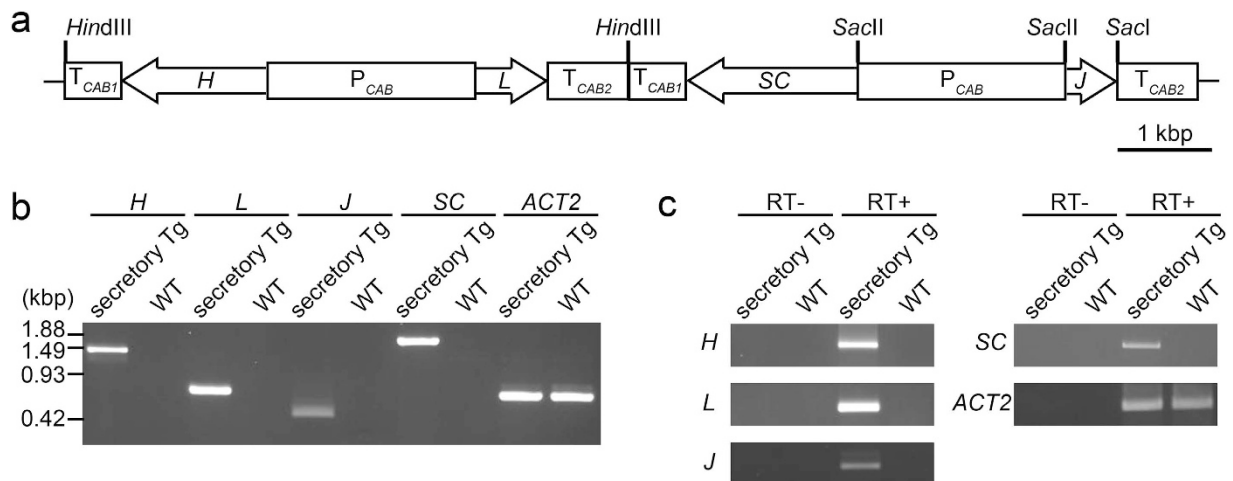 a
HindIII HindIII SacII SacII SacI
TCAB1 H PCAB L TCAB2 TCAB1 SC PCAB J TCAB2
1 kbp
b
H L J SC ACT2
secretory Tg WT secretory Tg WT secretory Tg WT secretory Tg WT secretory Tg WT
(kbp)
1.88
1.49
0.93
0.42
c
RT- RT+
secretory Tg WT secretory Tg WT
H
L
J
RT- RT+
secretory Tg WT secretory Tg WT
SC
ACT2